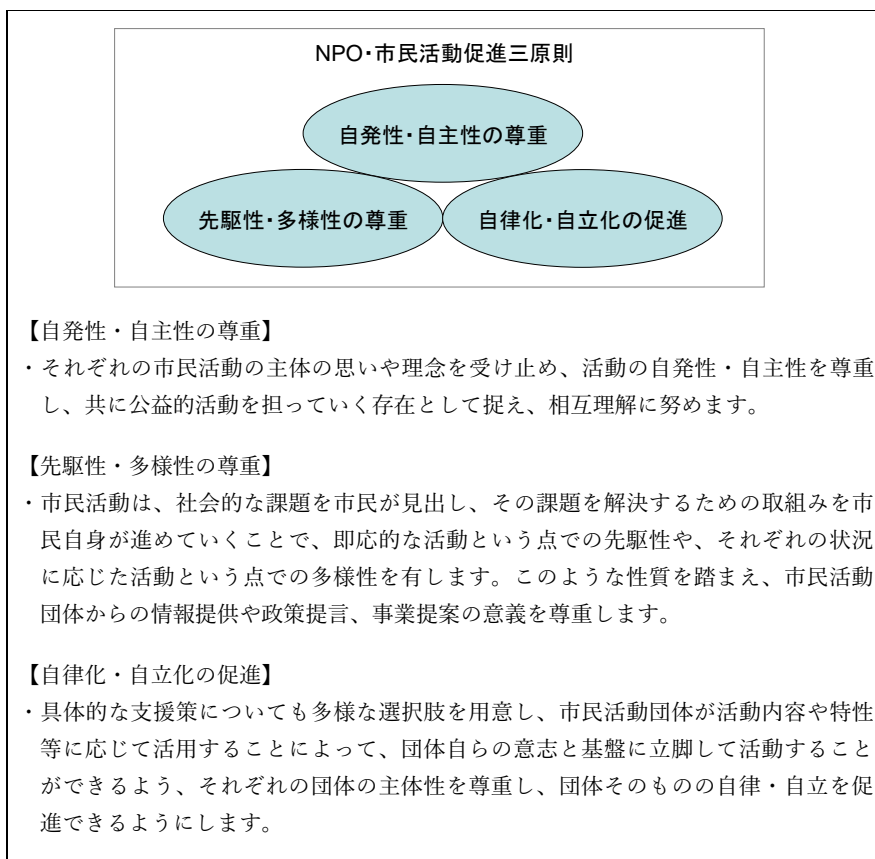 NPO・市民活動促進三原則
自発性・自主性の尊重
先駆性・多様性の尊重
自律化・自立化の促進
【自発性・自主性の尊重】
・それぞれの市民活動の主体の思いや理念を受け止め、活動の自発性・自主性を尊重
し、共に公益的活動を担っていく存在として捉え、相互理解に努めます。
【先駆性・多様性の尊重】
・市民活動は、社会的な課題を市民が見出し、その課題を解決するための取組みを市
民自身が進めていくことで、即応的な活動という点での先駆性や、それぞれの状況
に応じた活動という点での多様性を有します。このような性質を踏まえ、市民活動
団体からの情報提供や政策提言、事業提案の意義を尊重します。
【自律化・自立化の促進】
・具体的な支援策についても多様な選択肢を用意し、市民活動団体が活動内容や特性
等に応じて活用することによって、団体自らの意志と基盤に立脚して活動すること
ができるよう、それぞれの団体の主体性を尊重し、団体そのものの自律・自立を促
進できるようにします。